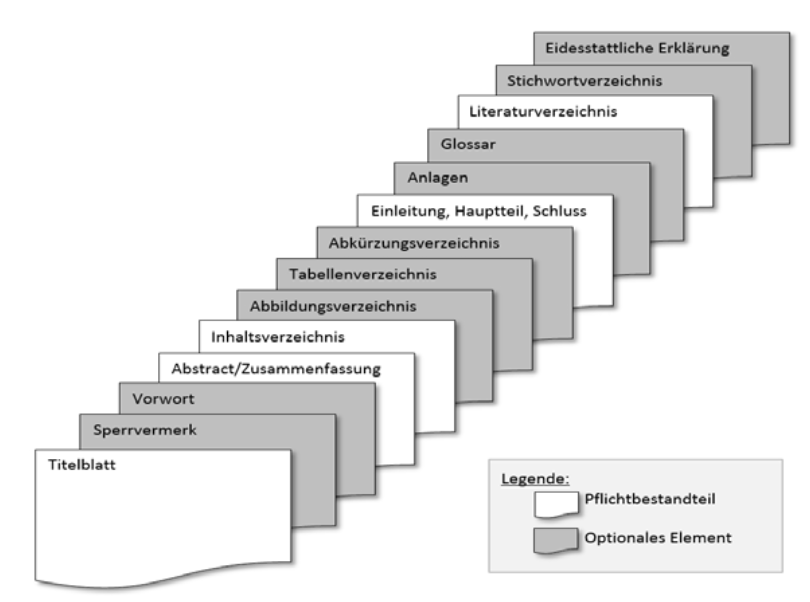 Eidesstattliche Erklärung
Stichwortverzeichnis
Literaturverzeichnis
Glossar
Anlagen
Einleitung, Hauptteil, Schluss
Abkürzungsverzeichnis
Tabellenverzeichnis
Abbildungsverzeichnis
Inhaltsverzeichnis
Abstract/Zusammenfassung
Vorwort
Sperrvermerk
Titelblatt
Legende:
Pflichtbestandteil
Optionales Element